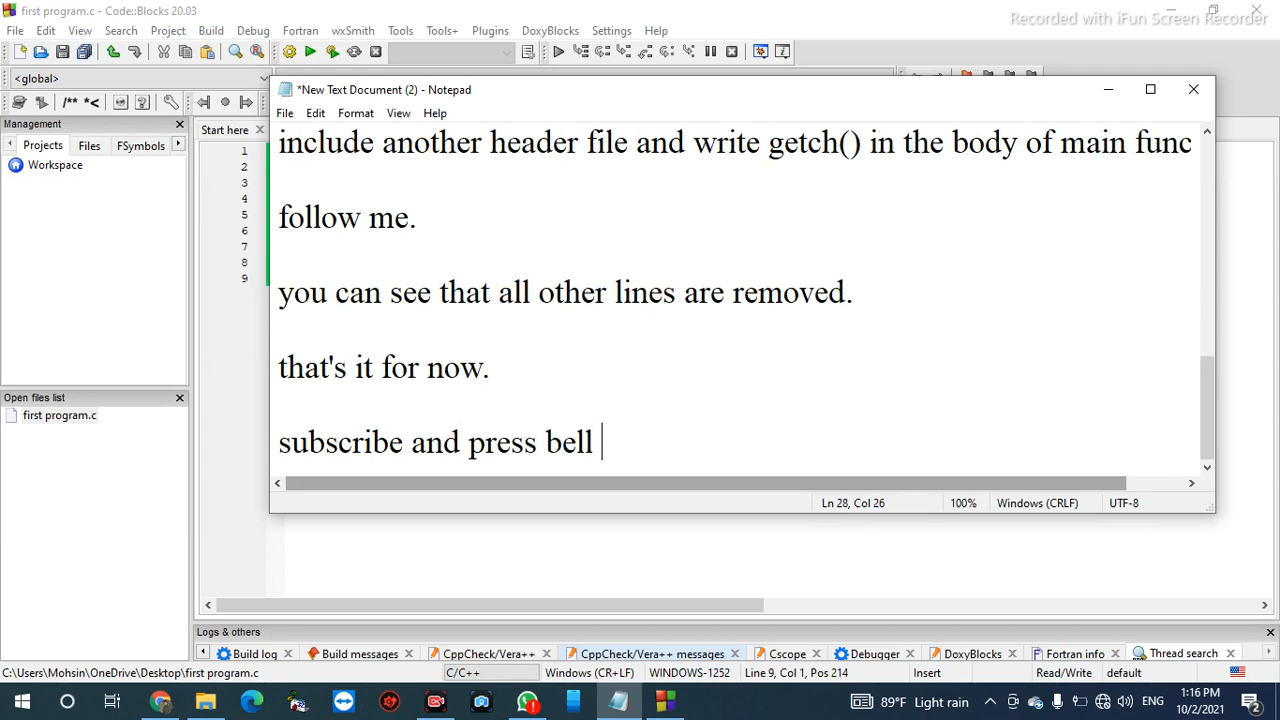 first program.c - Code::Blocks 20.03
Recorded with iFun Screen Recorder
File Edit View Search Project Build Debug Fortran wxSmith Tools Tools+ Plugins DoxyBlocks Settings Help
<global>
/** *<
Management
Projects Files FSymbols
Workspace
Open files list
first program.c
Start here
1
2
3
4
5
6
7
8
9
*New Text Document (2) - Notepad
File Edit Format View Help
include another header file and write getch() in the body of main func
follow me.
you can see that all other lines are removed.
that's it for now.
subscribe and press bell
Ln 28, Col 26 100% Windows (CRLF) UTF-8
Logs & others
Build log Build messages CppCheck/Vera++ CppCheck/Vera++ messages Cscope Debugger DoxyBlocks Fortran info Thread search
C:\Users\Mohsin\OneDrive\Desktop\first program.c C/C++ Windows (CR+LF) WINDOWS-1252 Line 9, Col 1, Pos 214 Insert Read/Write default
89°F Light rain ENG 1:16 PM
10/2/2021 2